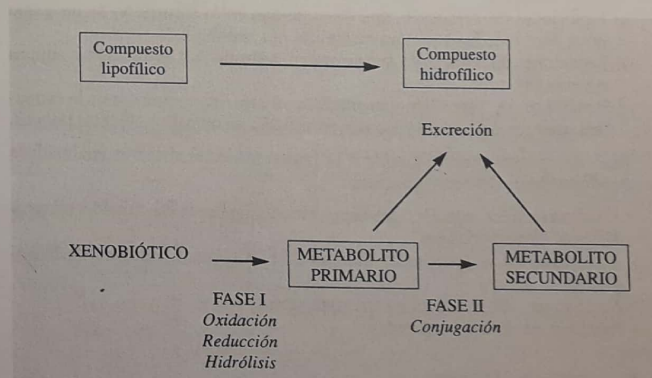 Compuesto
lipofílico
Compuesto
hidrofílico
Excreción
XENOBIÓTICO
METABOLITO
PRIMARIO
METABOLITO
SECUNDARIO
FASE I
Oxidación
Reducción
Hidrólisis
FASE II
Conjugación